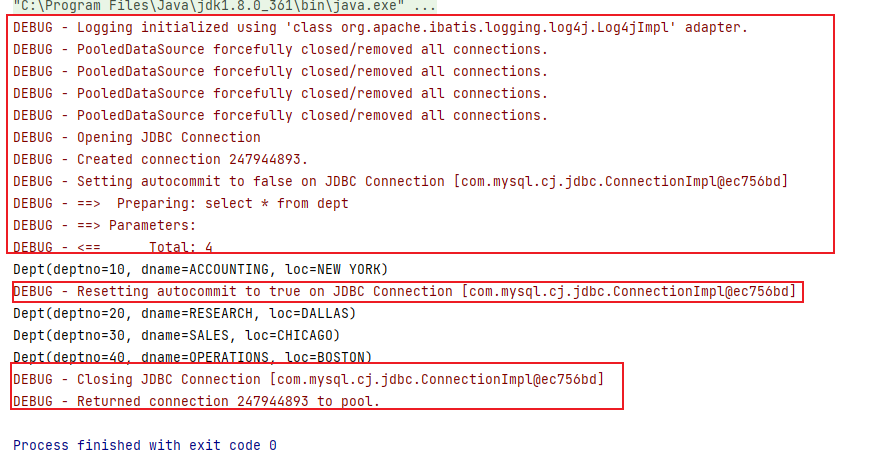 "C:\Program Files\Java\jdk1.8.0_361\bin\java.exe" ...
DEBUG - Logging initialized using 'class org.apache.ibatis.logging.log4j.Log4jImpl' adapter.
DEBUG - PooledDataSource forcefully closed/removed all connections.
DEBUG - PooledDataSource forcefully closed/removed all connections.
DEBUG - PooledDataSource forcefully closed/removed all connections.
DEBUG - PooledDataSource forcefully closed/removed all connections.
DEBUG - Opening JDBC Connection
DEBUG - Created connection 247944893.
DEBUG - Setting autocommit to false on JDBC Connection [com.mysql.cj.jdbc.ConnectionImpl@ec756bd]
DEBUG - ==>  Preparing: select * from dept
DEBUG - ==> Parameters:
DEBUG - <==      Total: 4
Dept(deptno=10, dname=ACCOUNTING, loc=NEW YORK)
DEBUG - Resetting autocommit to true on JDBC Connection [com.mysql.cj.jdbc.ConnectionImpl@ec756bd]
Dept(deptno=20, dname=RESEARCH, loc=DALLAS)
Dept(deptno=30, dname=SALES, loc=CHICAGO)
Dept(deptno=40, dname=OPERATIONS, loc=BOSTON)
DEBUG - Closing JDBC Connection [com.mysql.cj.jdbc.ConnectionImpl@ec756bd]
DEBUG - Returned connection 247944893 to pool.
Process finished with exit code 0